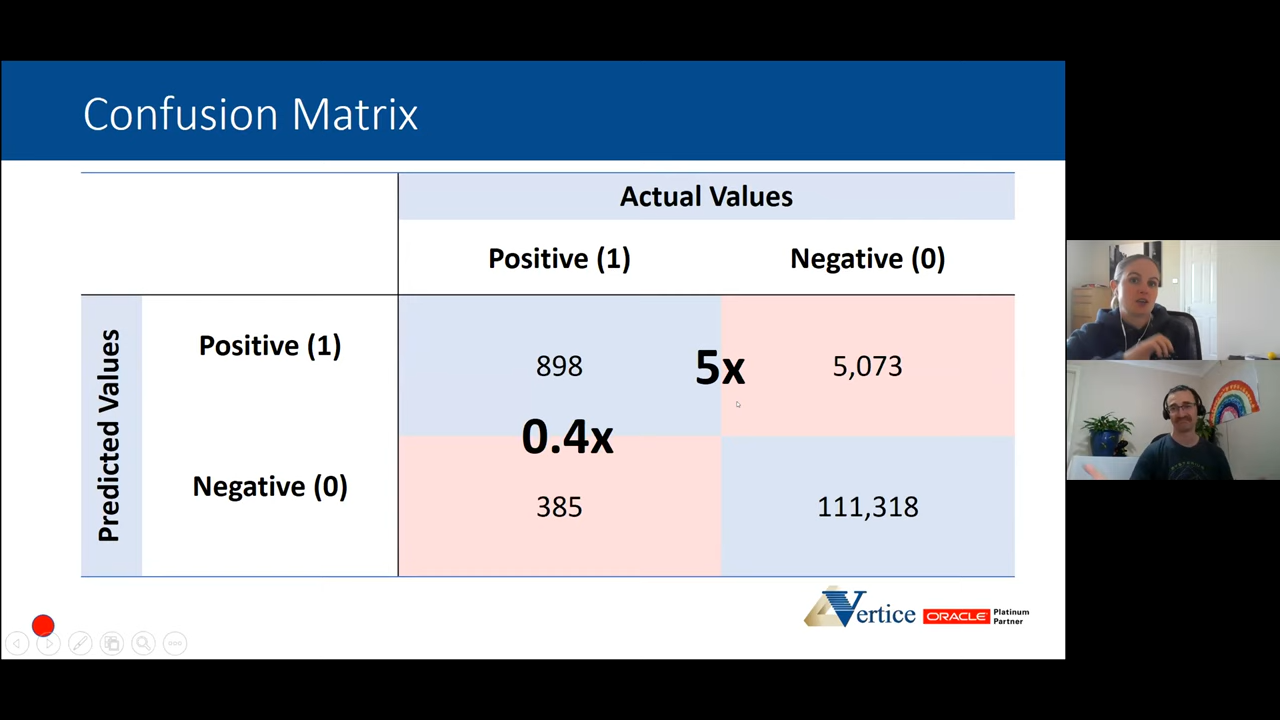 Confusion Matrix
Actual Values
Positive (1)
Negative (0)
Predicted Values
Positive (1)
898
5x
5,073
0.4x
Negative (0)
385
111,318
Vertice
ORACLE
Platinum
Partner